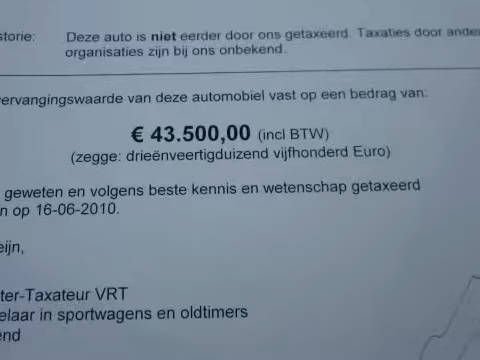 storie: Deze auto is niet eerder door ons getaxeerd. Taxaties door ander
organisaties zijn bij ons onbekend.
ervangingswaarde van deze automobiel vast op een bedrag van:
€ 43.500,00 (incl BTW)
(zegge: drieënveertigduizend vijfhonderd Euro)
geweten en volgens beste kennis en wetenschap getaxeerd
n op 16-06-2010.
eijn,
ter-Taxateur VRT
elaar in sportwagens en oldtimers
end